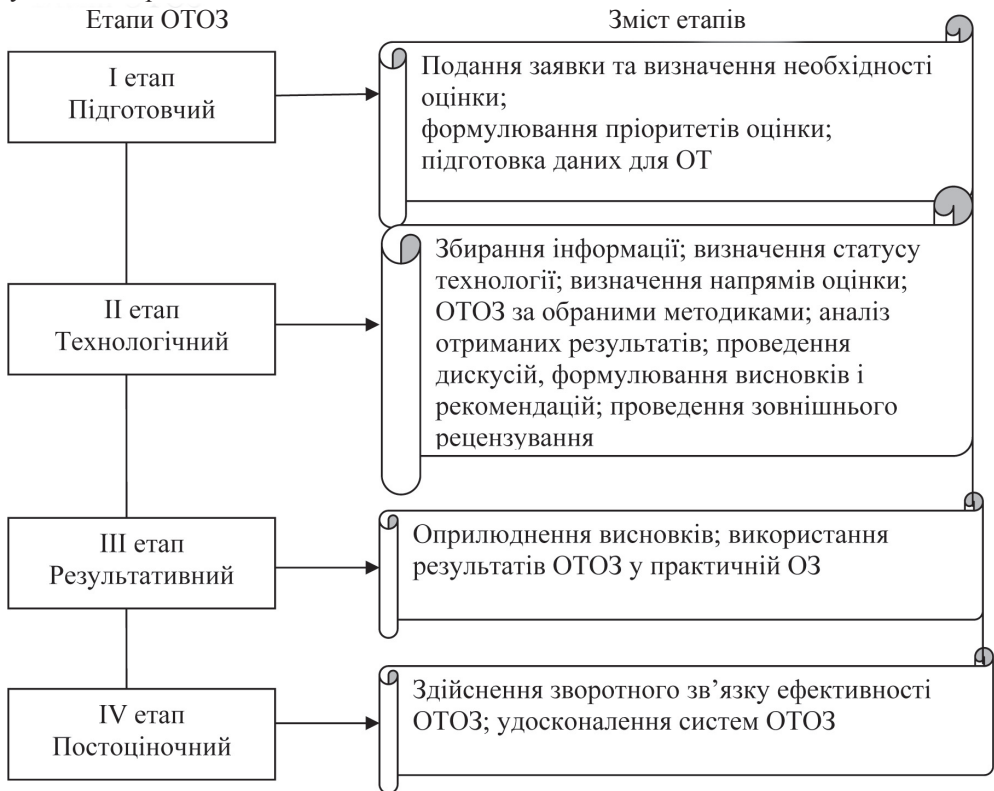 Етапи ОТОЗ
Зміст етапів
І етап
Підготовчий
Подання заявки та визначення необхідності
оцінки;
формулювання пріоритетів оцінки;
підготовка даних для ОТ
ІІ етап
Технологічний
Збирання інформації; визначення статусу
технології; визначення напрямів оцінки;
ОТОЗ за обраними методиками; аналіз
отриманих результатів; проведення
дискусій, формулювання висновків і
рекомендацій; проведення зовнішнього
рецензування
ІІІ етап
Результативний
Оприлюднення висновків; використання
результатів ОТОЗ у практичній ОЗ
IV етап
Постоціночний
Здійснення зворотного зв’язку ефективності
ОТОЗ; удосконалення систем ОТОЗ